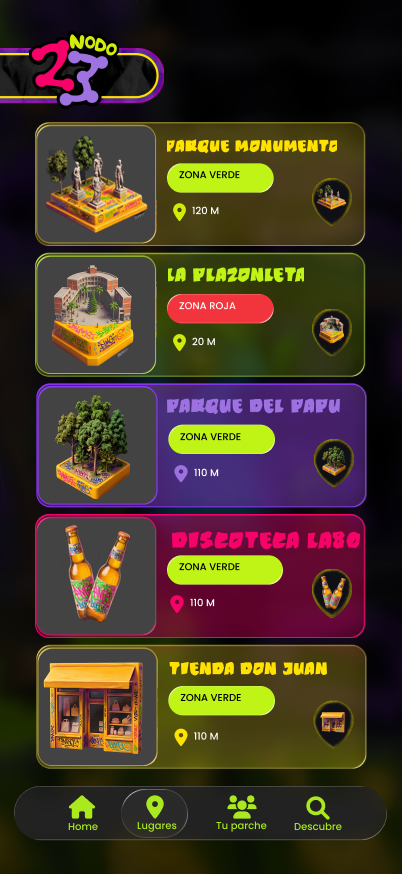 NODO
23
PARQUE MONUMENTO
ZONA VERDE
120 M
LA PLAZONLETA
ZONA ROJA
20 M
PARQUE DEL PAPU
ZONA VERDE
110 M
DISCOTECA LABO
ZONA VERDE
110 M
TIENDA DON JUAN
ZONA VERDE
110 M
Home
Lugares
Tu parche
Descubre